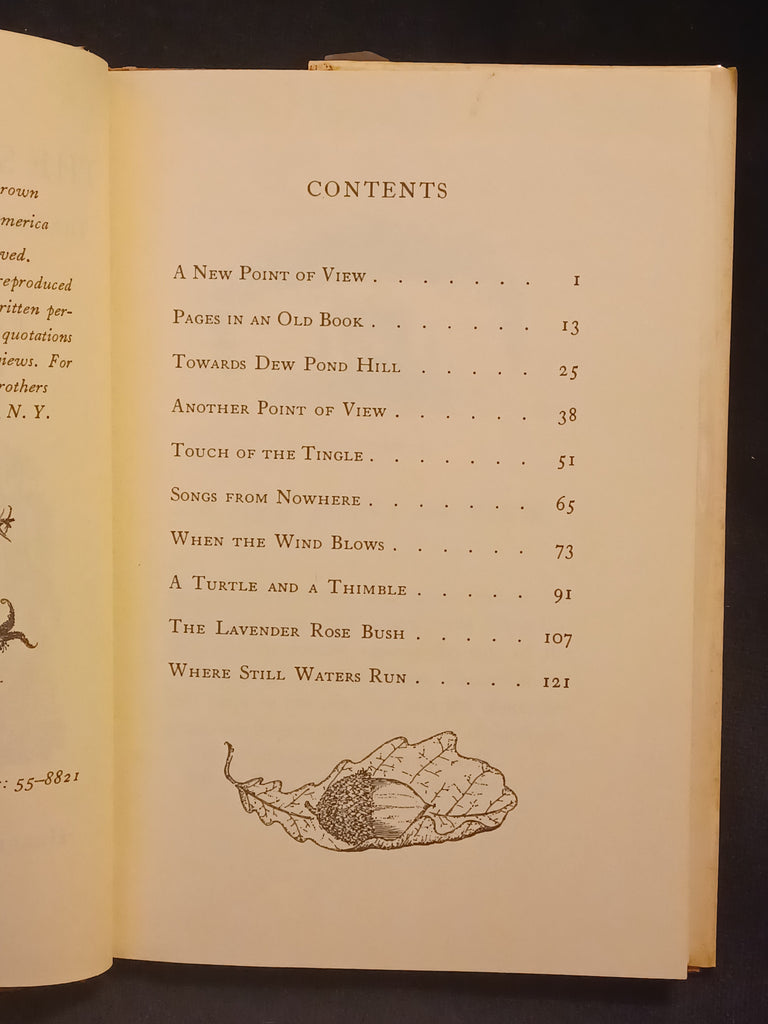 rown
merica
ved.
reproduced
ritten per-
quotations
iews. For
rothers
N. Y.
: 55–8821
CONTENTS
A New Point of View . . . . . . . 1
Pages in an Old Book . . . . . . . 13
Towards Dew Pond Hill . . . . . 25
Another Point of View . . . . . . 38
Touch of the Tingle . . . . . . . 51
Songs from Nowhere . . . . . . . 65
When the Wind Blows . . . . . . 73
A Turtle and a Thimble . . . . . 91
The Lavender Rose Bush . . . . . 107
Where Still Waters Run . . . . . 121